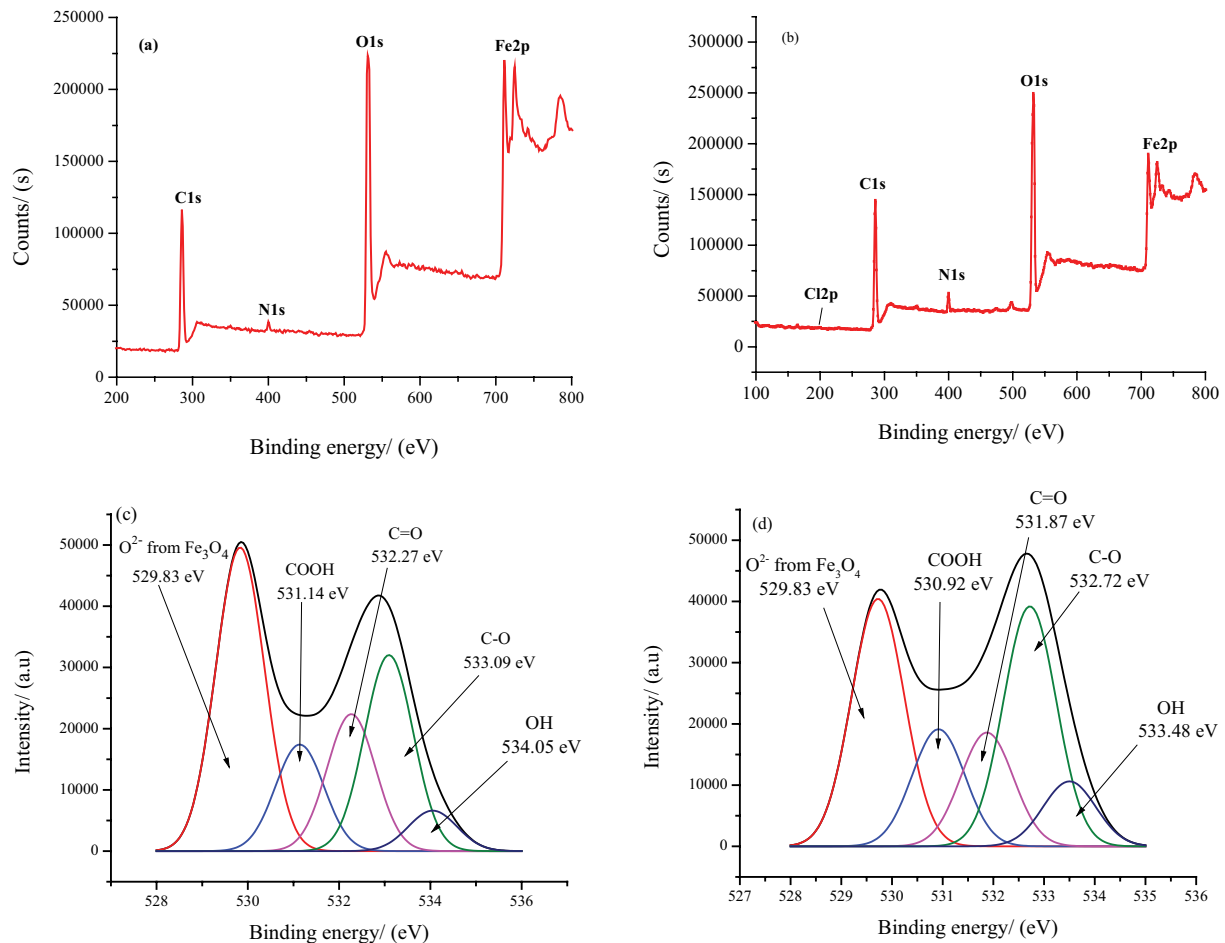 (a)
O1s
Fe2p
C1s
N1s
250000
200000
150000
100000
50000
0
200 300 400 500 600 700 800
Counts/ (s)
Binding energy/ (eV)
(b)
O1s
Fe2p
C1s
N1s
Cl2p
300000
250000
200000
150000
100000
50000
0
100 200 300 400 500 600 700 800
Counts/ (s)
Binding energy/ (eV)
(c)
O²⁻ from Fe₃O₄
529.83 eV
COOH
531.14 eV
C=O
532.27 eV
C-O
533.09 eV
OH
534.05 eV
50000
40000
30000
20000
10000
0
528 530 532 534 536
Intensity/ (a.u)
Binding energy/ (eV)
(d)
O²⁻ from Fe₃O₄
529.83 eV
COOH
530.92 eV
C=O
531.87 eV
C-O
532.72 eV
OH
533.48 eV
50000
40000
30000
20000
10000
0
527 528 529 530 531 532 533 534 535 536
Intensity/ (a.u)
Binding energy/ (eV)